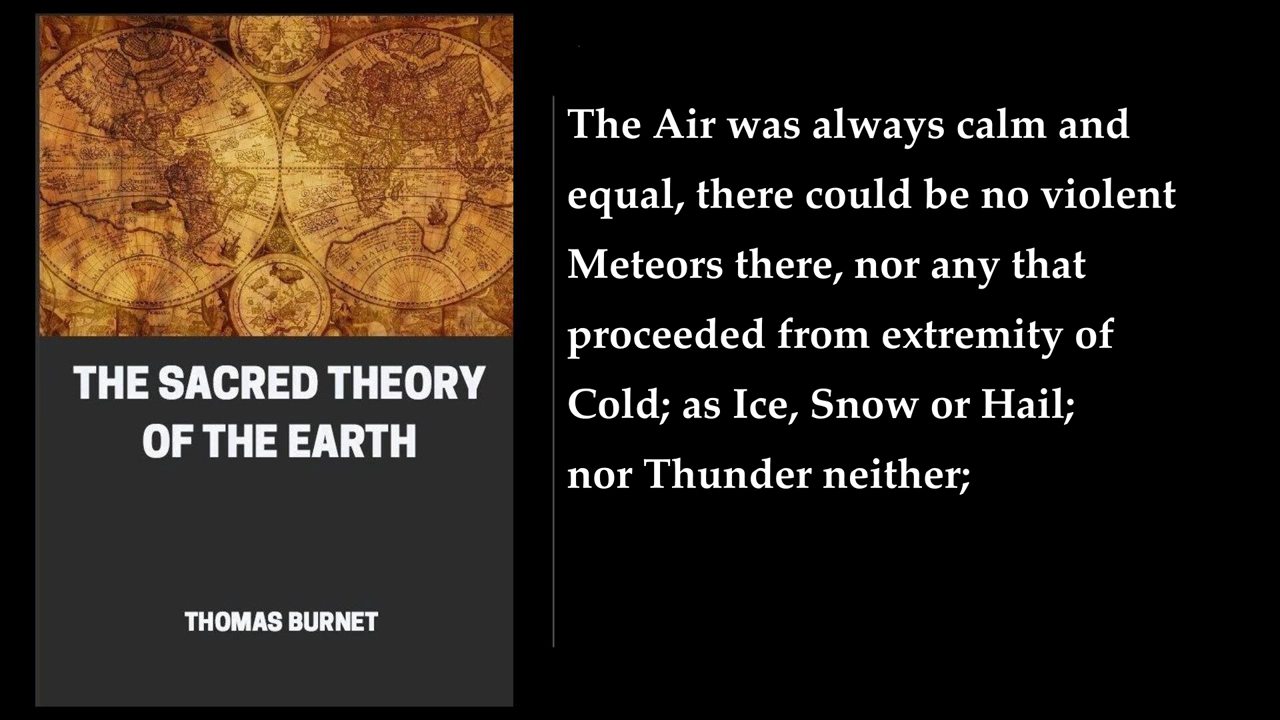 THE SACRED THEORY
OF THE EARTH
THOMAS BURNET
The Air was always calm and
equal, there could be no violent
Meteors there, nor any that
proceeded from extremity of
Cold; as Ice, Snow or Hail;
nor Thunder neither;